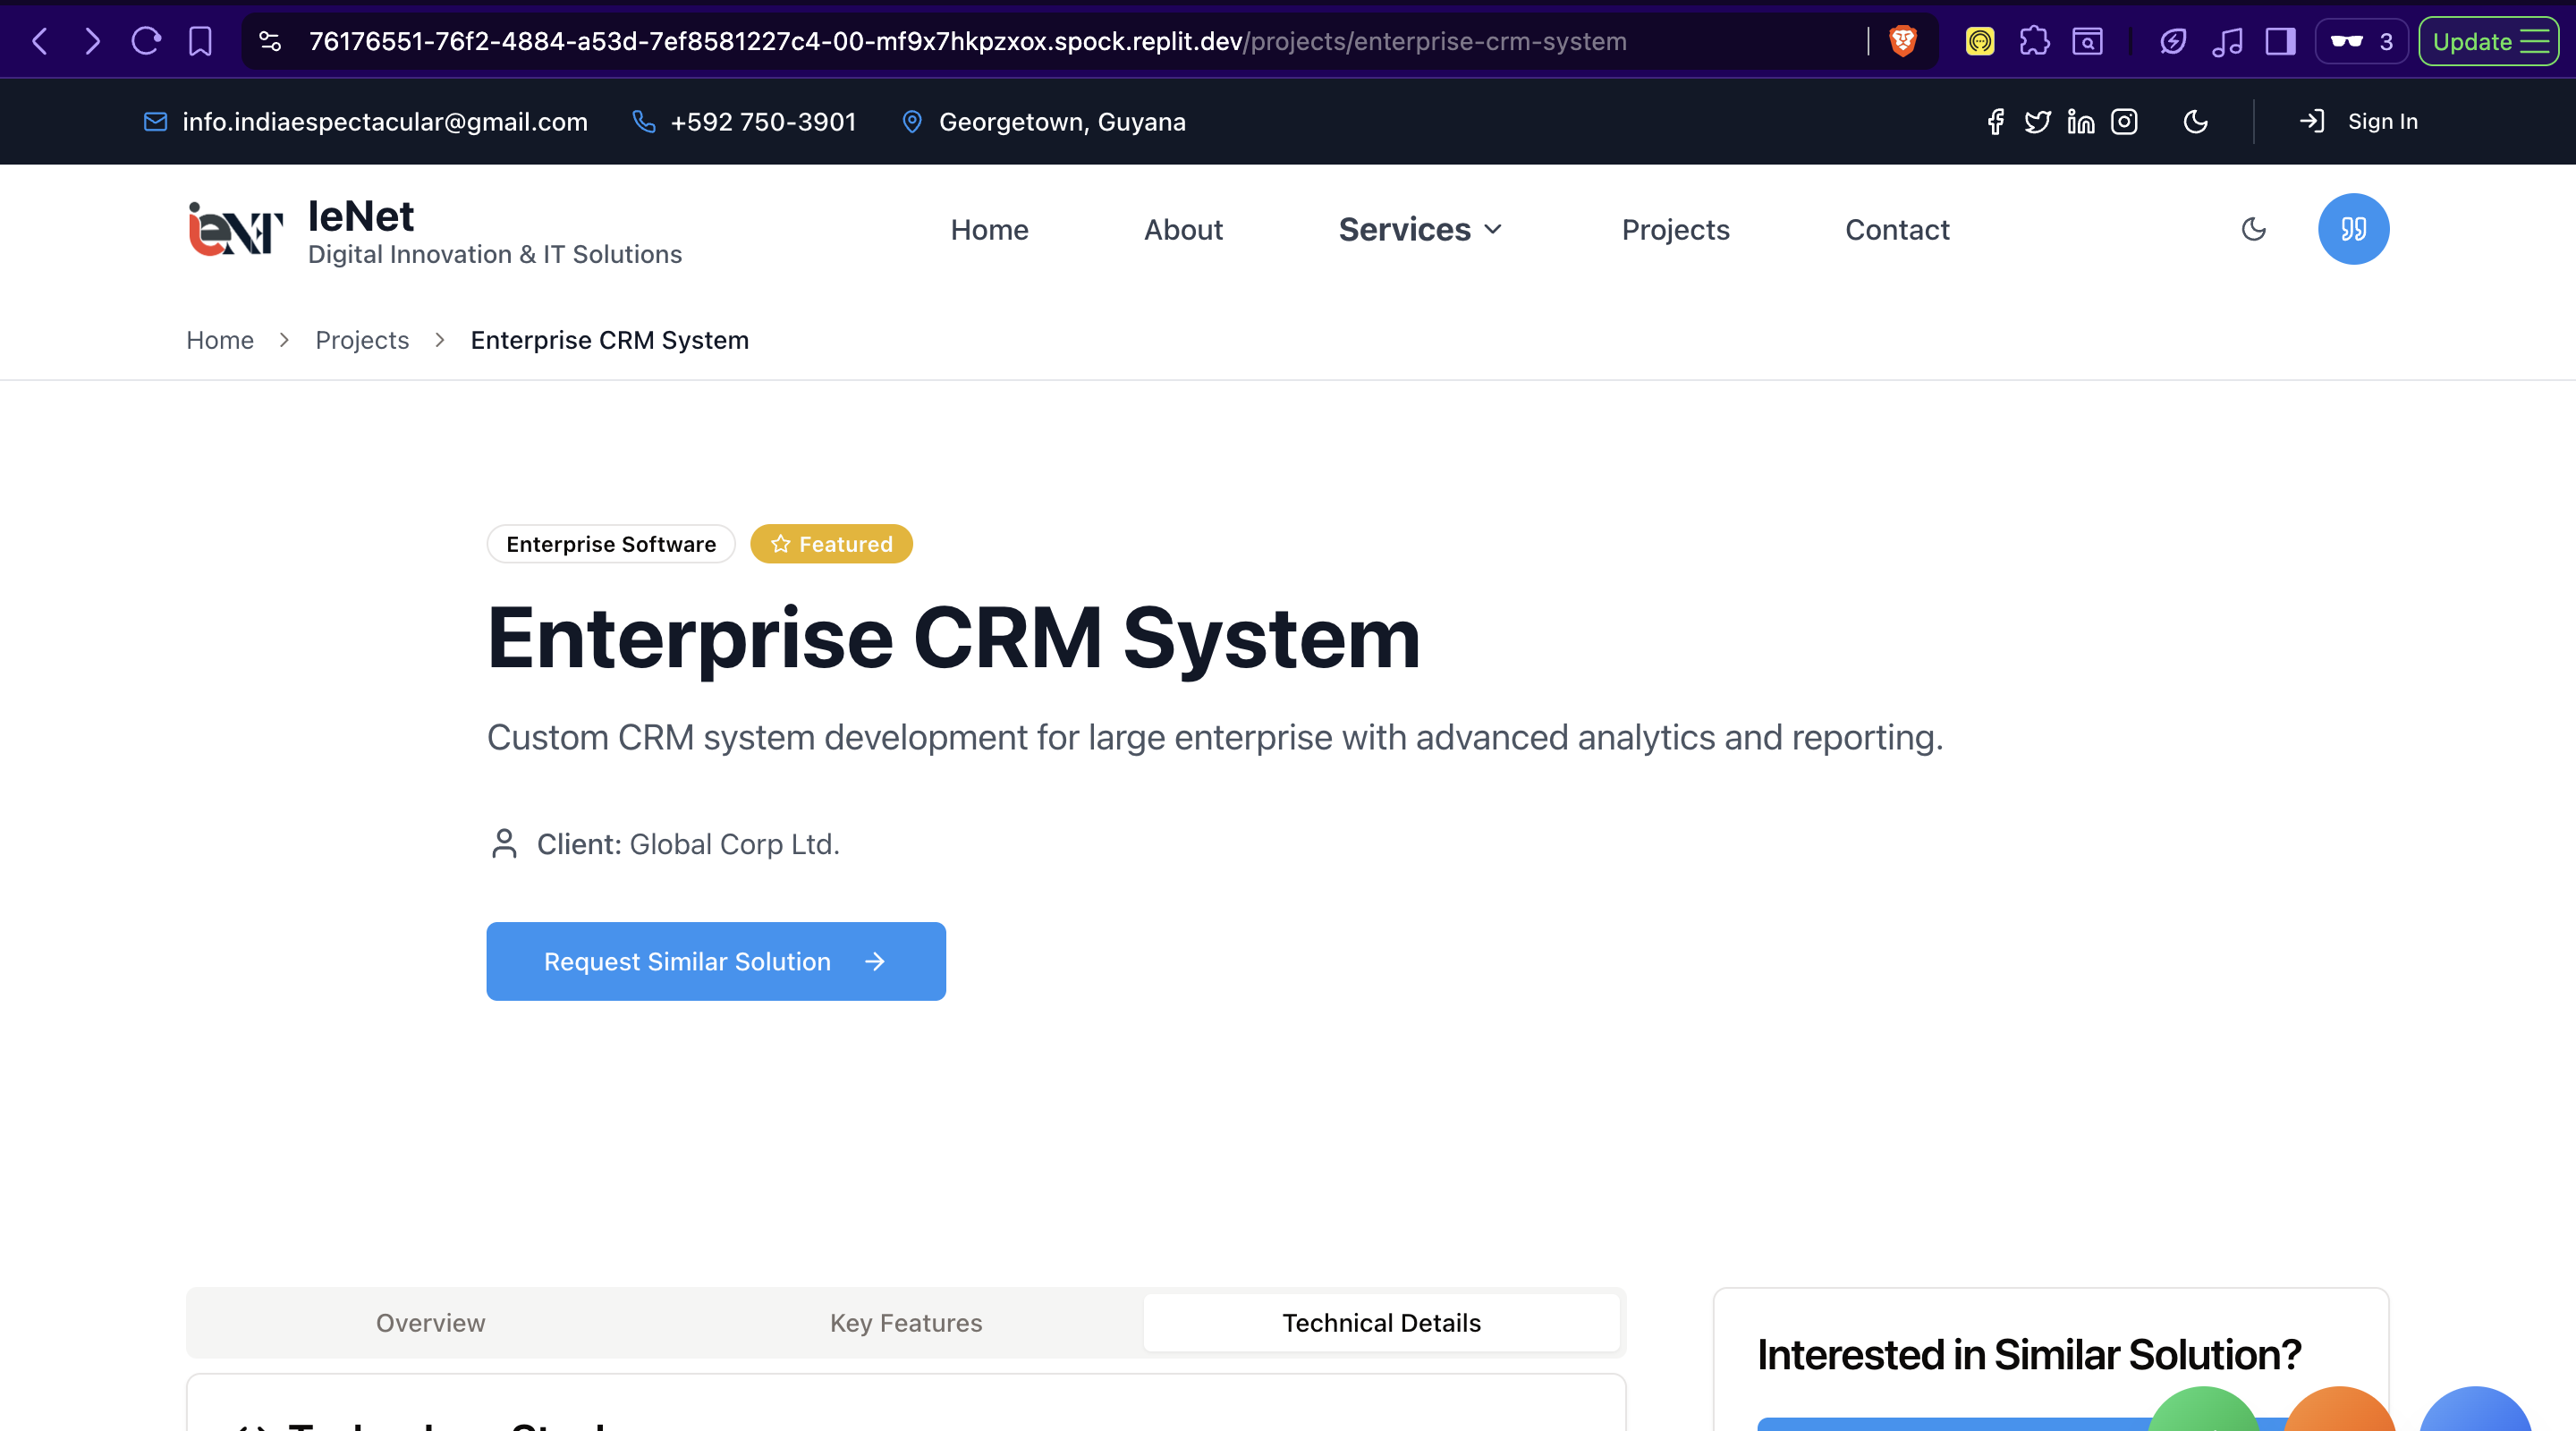 76176551-76f2-4884-a53d-7ef8581227c4-00-mf9x7hkpzxox.spock.replit.dev/projects/enterprise-crm-system
3
Update
info.indiaespectacular@gmail.com
+592 750-3901
Georgetown, Guyana
Sign In
ieNT
IeNet
Digital Innovation & IT Solutions
Home
About
Services
Projects
Contact
Home
Projects
Enterprise CRM System
Enterprise Software
Featured
Enterprise CRM System
Custom CRM system development for large enterprise with advanced analytics and reporting.
Client: Global Corp Ltd.
Request Similar Solution
Overview
Key Features
Technical Details
Interested in Similar Solution?